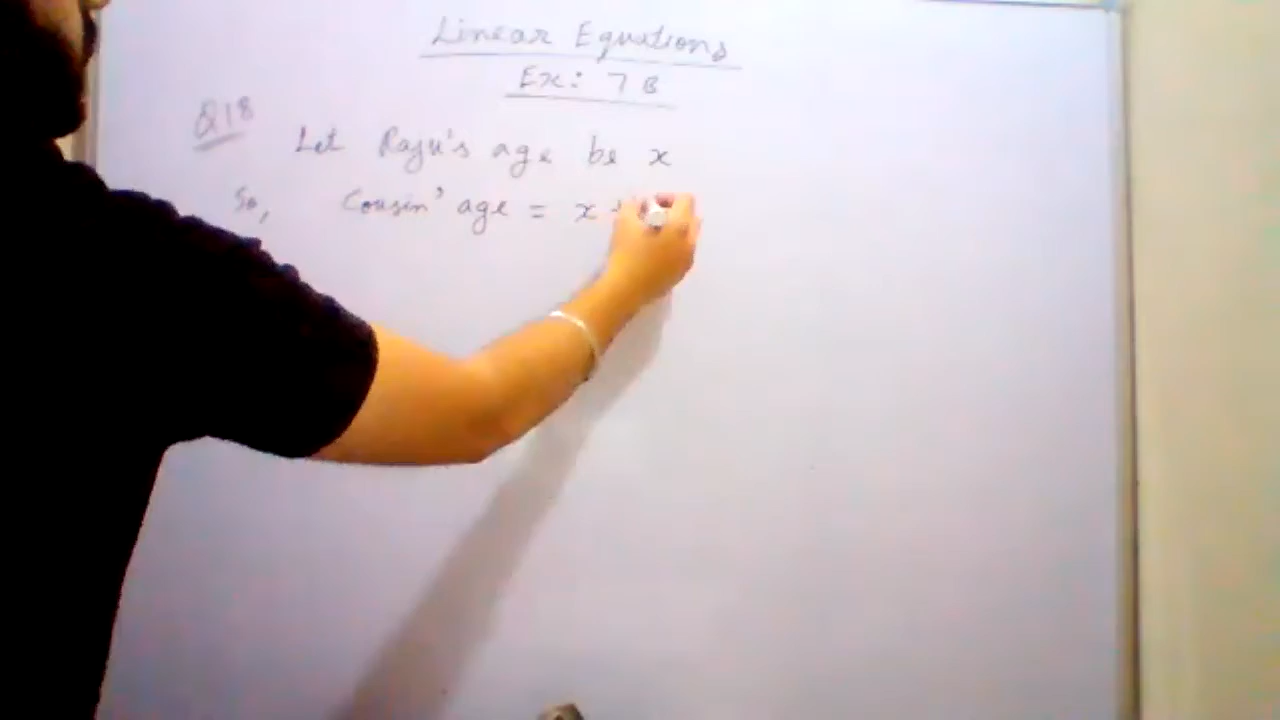 Linear Equations
Ex: 7B
Q18
Let Raju's age be x
So, Cousin' age = x +